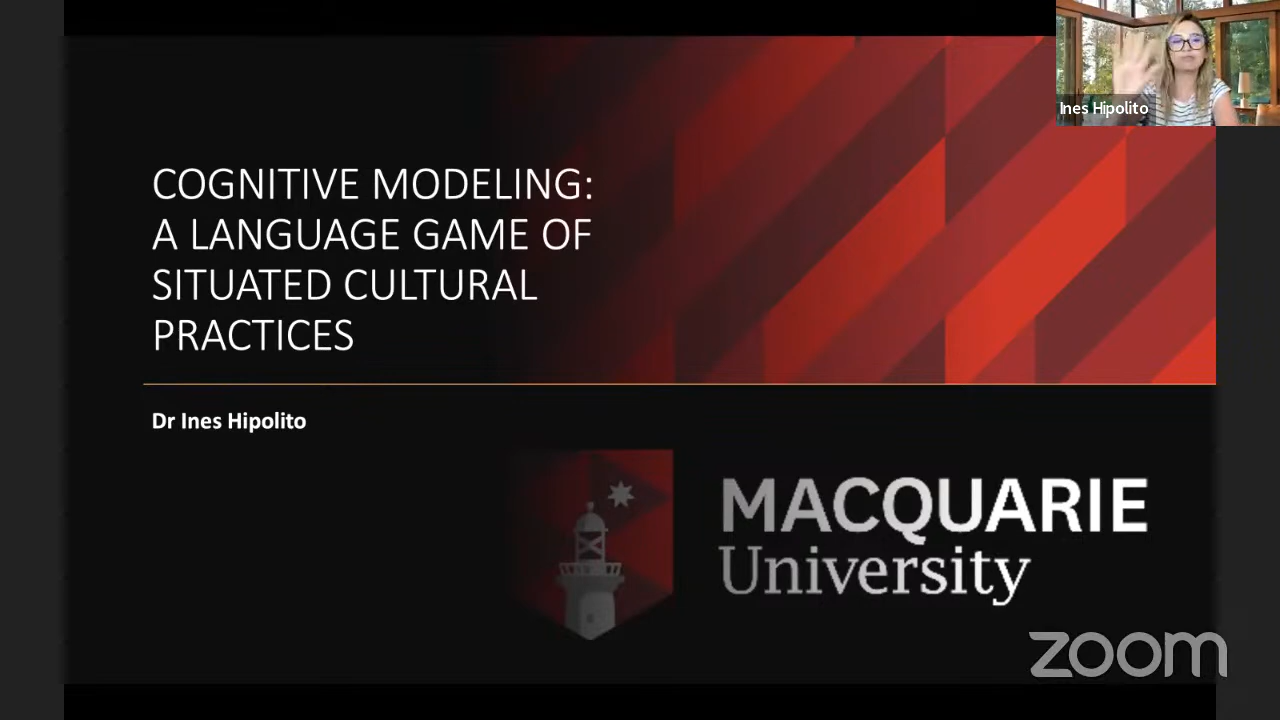 Ines Hipolito
COGNITIVE MODELING:
A LANGUAGE GAME OF
SITUATED CULTURAL
PRACTICES
Dr Ines Hipolito
MACQUARIE
University
zoom